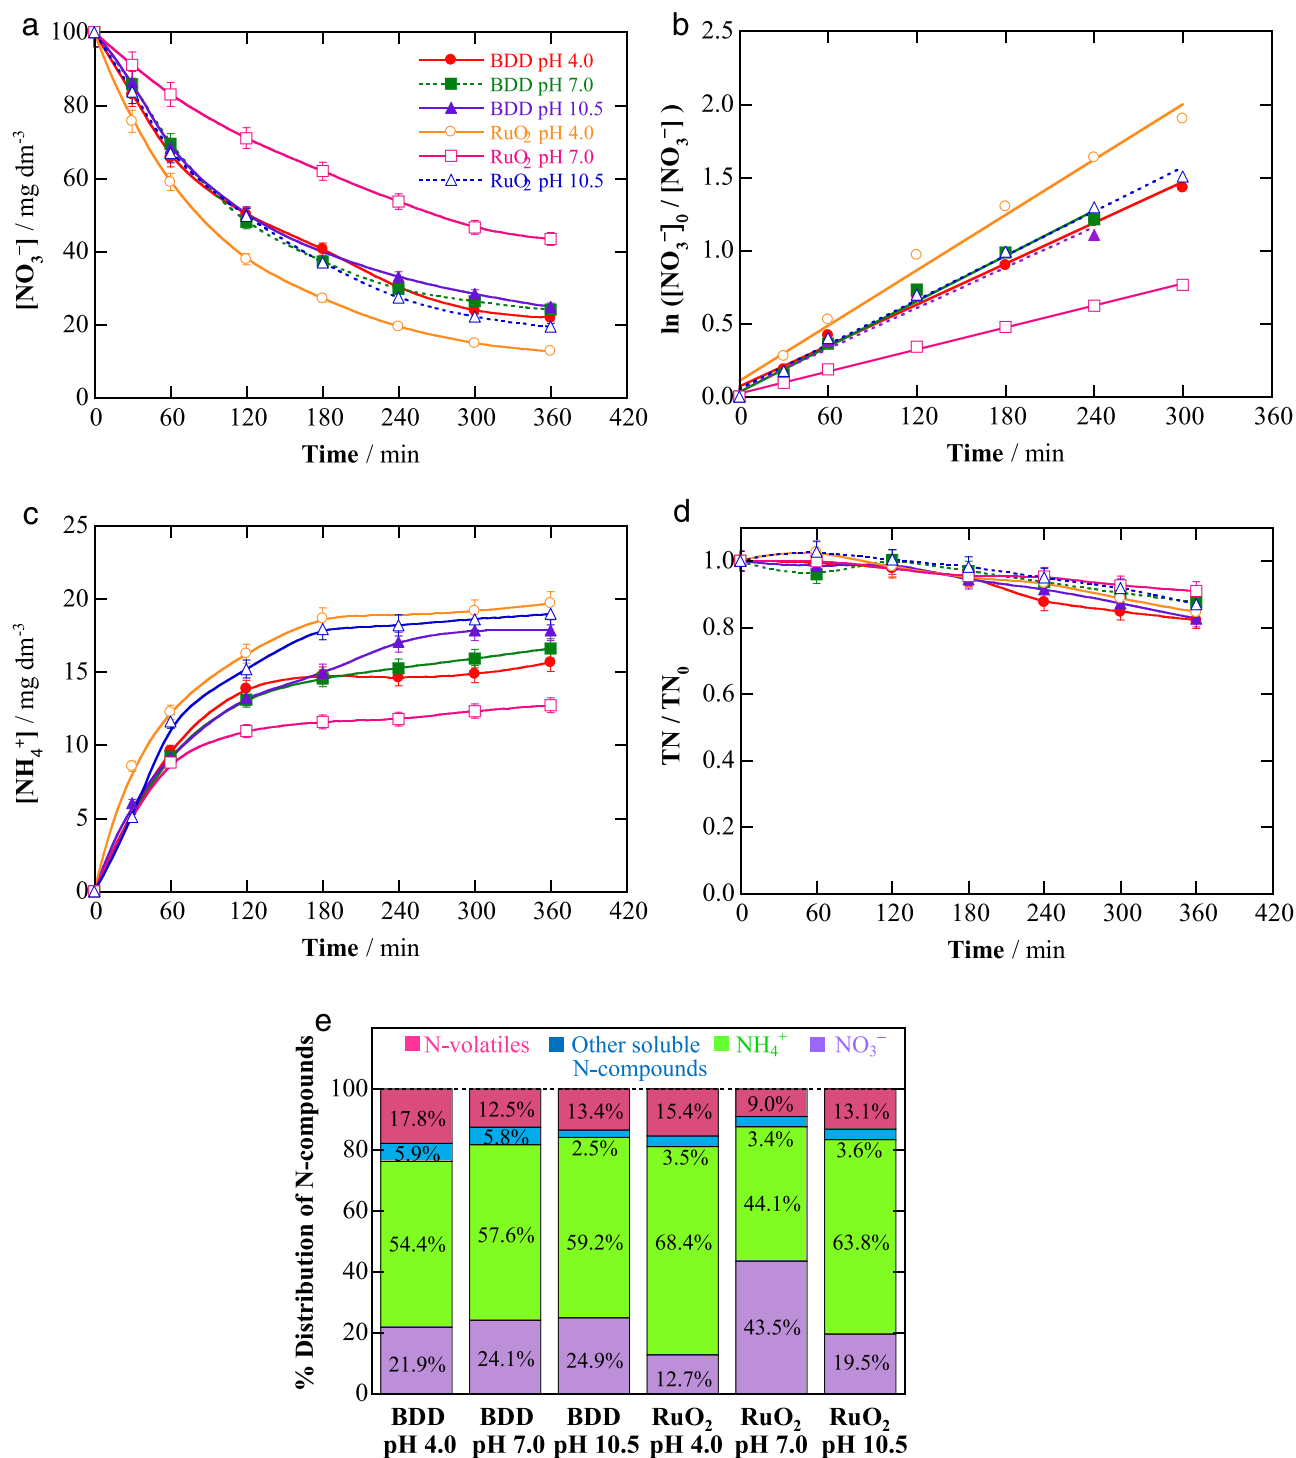 a
[NO₃⁻] / mg dm⁻³
100
80
60
40
20
0
BDD pH 4.0
BDD pH 7.0
BDD pH 10.5
RuO₂ pH 4.0
RuO₂ pH 7.0
RuO₂ pH 10.5
0 60 120 180 240 300 360 420
Time / min
b
ln ([NO₃⁻]₀ / [NO₃⁻])
2.5
2.0
1.5
1.0
0.5
0.0
0 60 120 180 240 300 360
Time / min
c
[NH₄⁺] / mg dm⁻³
25
20
15
10
5
0
0 60 120 180 240 300 360 420
Time / min
d
TN / TN₀
1.0
0.8
0.6
0.4
0.2
0.0
0 60 120 180 240 300 360 420
Time / min
e
% Distribution of N-compounds
N-volatiles Other soluble NH₄⁺ NO₃⁻
N-compounds
100
80
60
40
20
0
17.8% 12.5% 13.4% 15.4% 9.0% 13.1%
5.9% 5.8% 2.5% 3.5% 3.4% 3.6%
54.4% 57.6% 59.2% 68.4% 44.1% 63.8%
21.9% 24.1% 24.9% 12.7% 43.5% 19.5%
BDD BDD BDD RuO₂ RuO₂ RuO₂
pH 4.0 pH 7.0 pH 10.5 pH 4.0 pH 7.0 pH 10.5